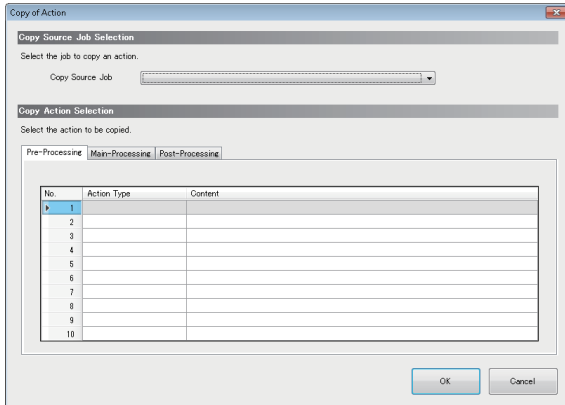 Copy of Action
Copy Source Job Selection
Select the job to copy an action.
Copy Source Job
Copy Action Selection
Select the action to be copied.
Pre-Processing Main-Processing Post-Processing
No. Action Type Content
1
2
3
4
5
6
7
8
9
10
OK Cancel